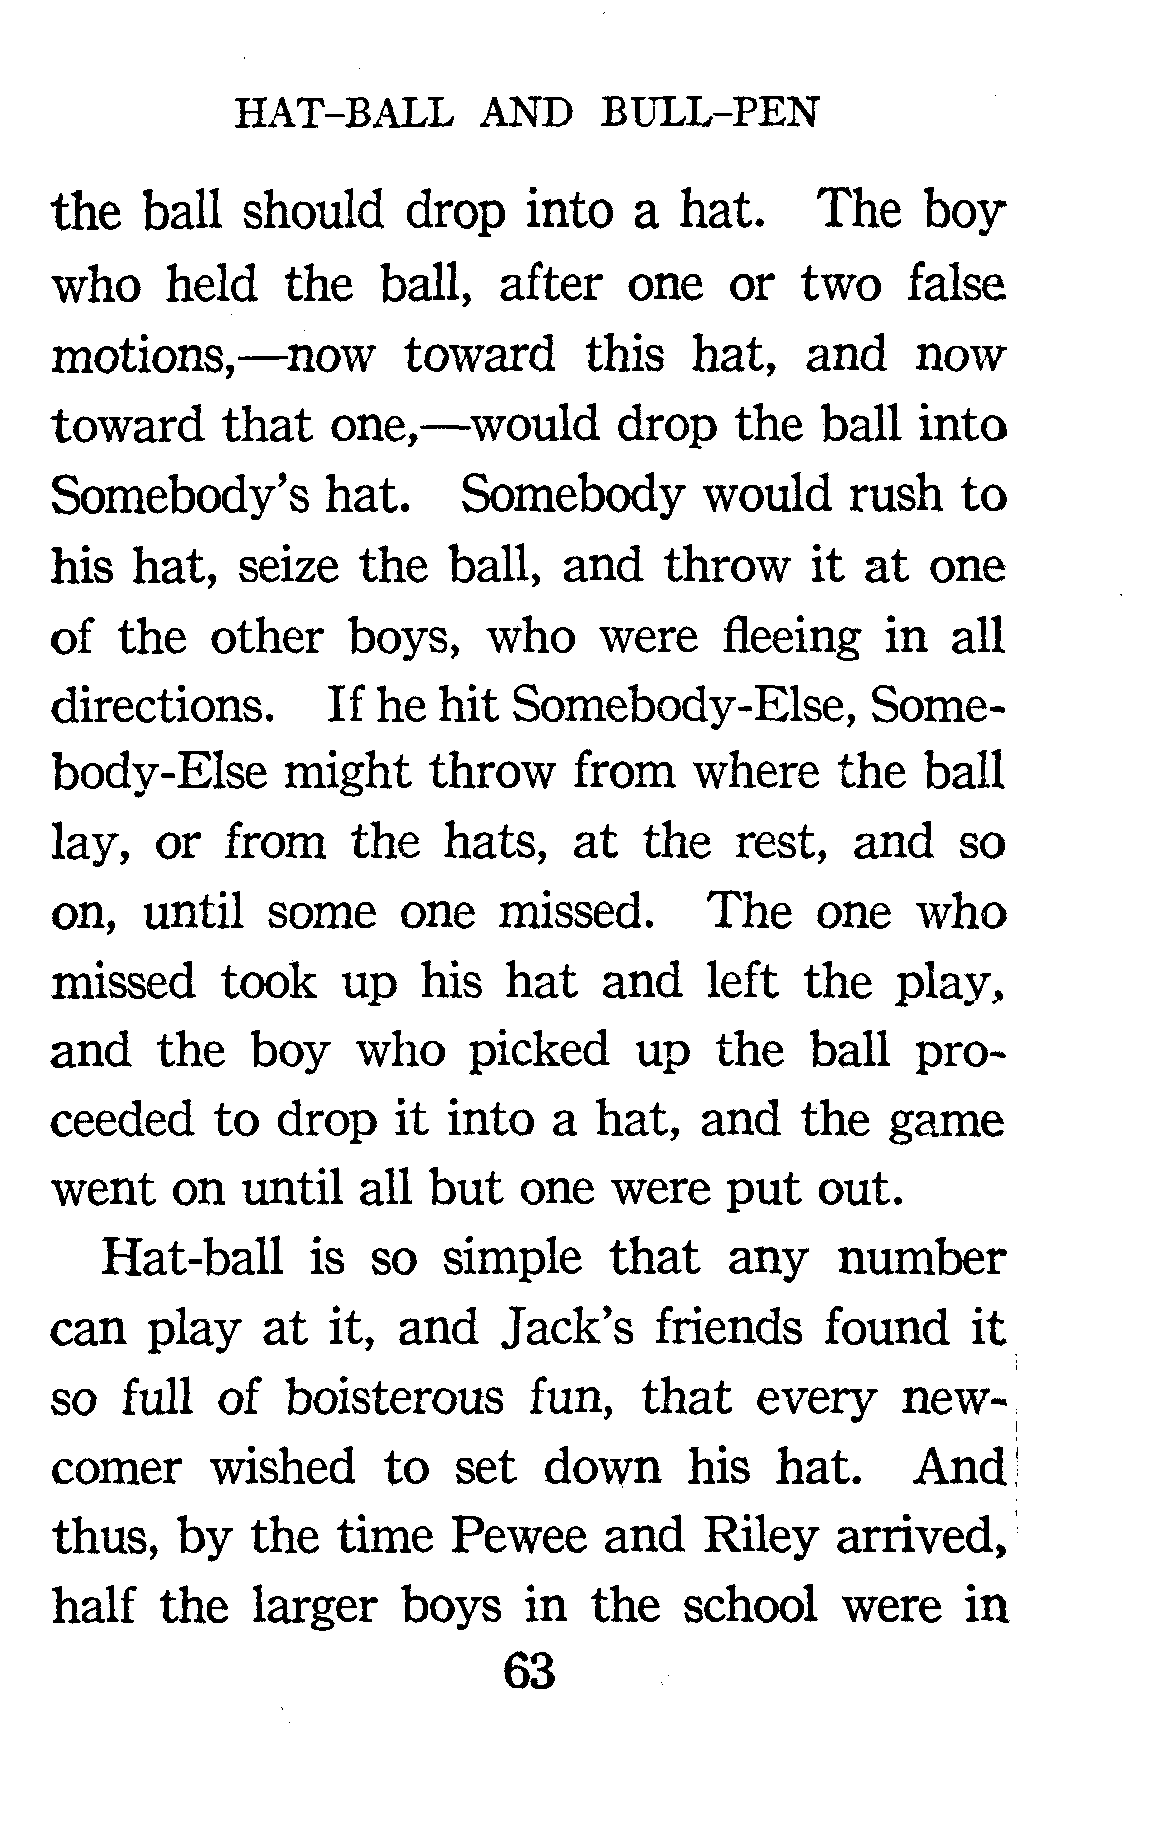 HAT-BALL AND BULL-PEN
the ball should drop into a hat. The boy
who held the ball, after one or two false
motions,—now toward this hat, and now
toward that one,—would drop the ball into
Somebody's hat. Somebody would rush to
his hat, seize the ball, and throw it at one
of the other boys, who were fleeing in all
directions. If he hit Somebody-Else, Some-
body-Else might throw from where the ball
lay, or from the hats, at the rest, and so
on, until some one missed. The one who
missed took up his hat and left the play,
and the boy who picked up the ball pro-
ceeded to drop it into a hat, and the game
went on until all but one were put out.
Hat-ball is so simple that any number
can play at it, and Jack's friends found it
so full of boisterous fun, that every new-
comer wished to set down his hat. And
thus, by the time Pewee and Riley arrived,
half the larger boys in the school were in
63